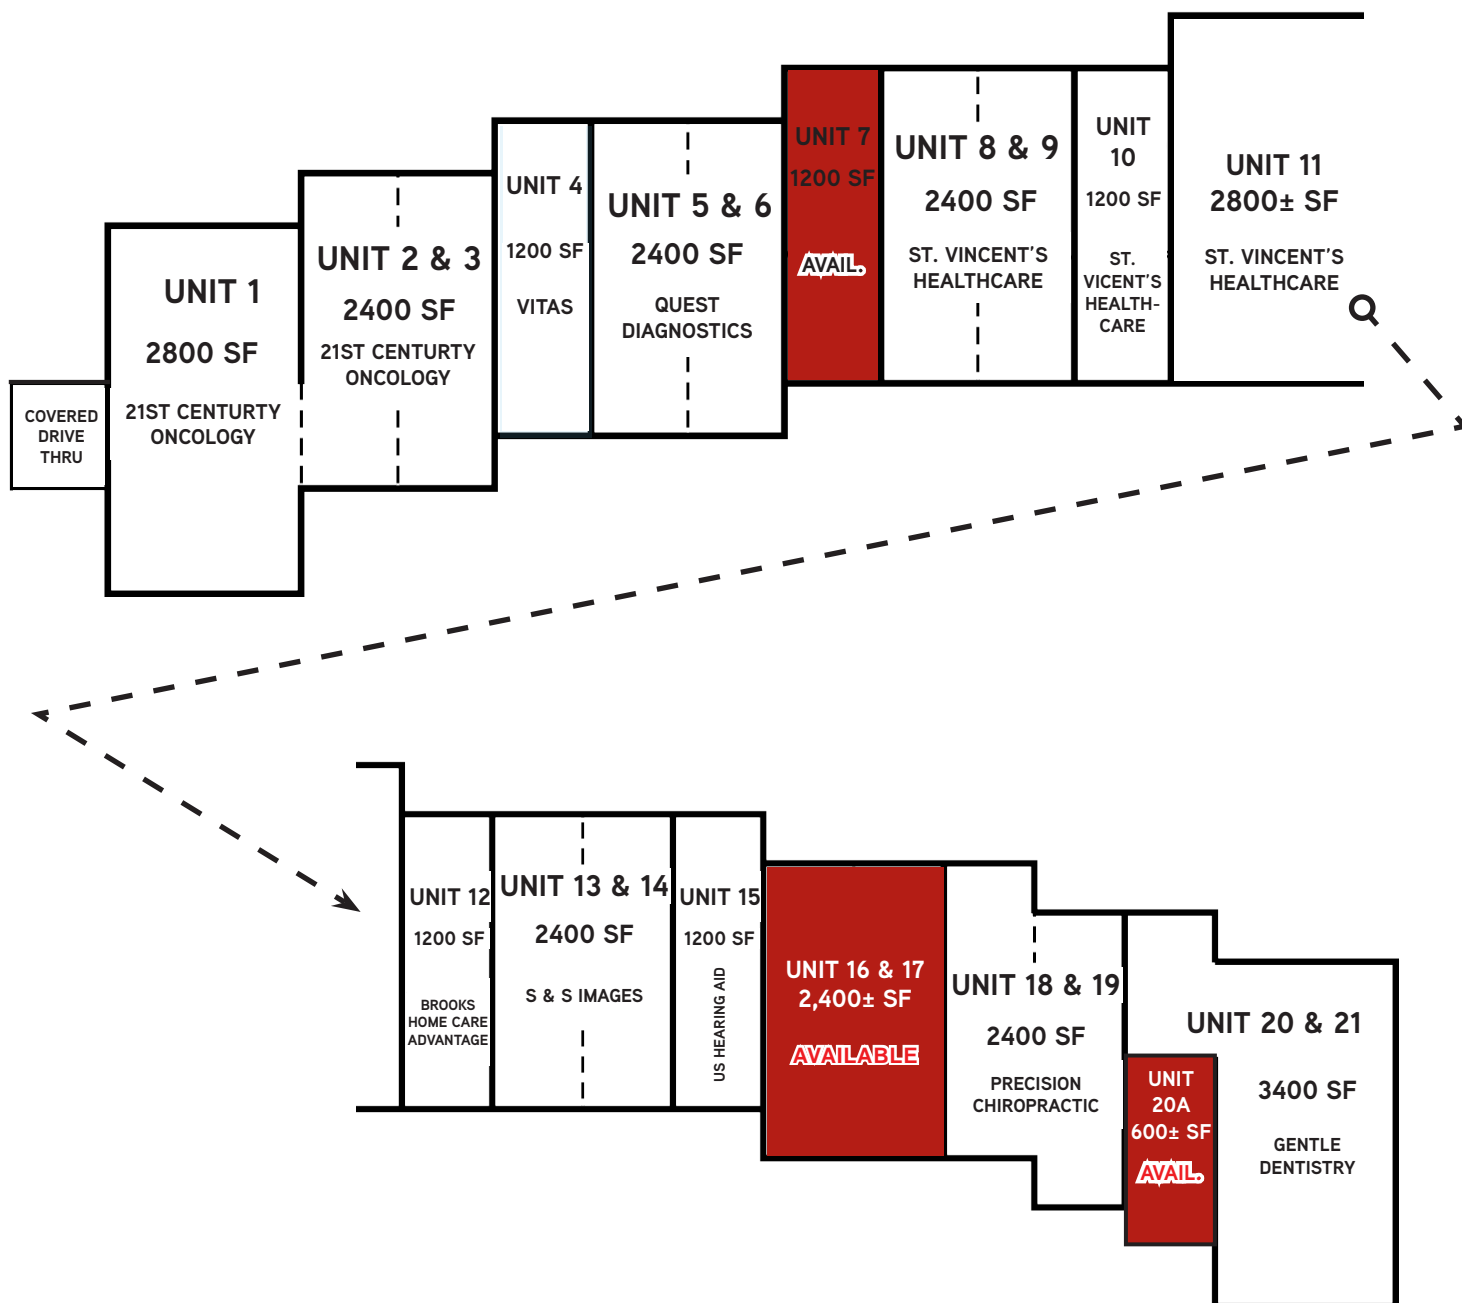 UNIT 1
2800 SF
21ST CENTURTY
ONCOLOGY
COVERED
DRIVE
THRU
UNIT 2 & 3
2400 SF
21ST CENTURTY
ONCOLOGY
UNIT 4
1200 SF
VITAS
UNIT 5 & 6
2400 SF
QUEST
DIAGNOSTICS
UNIT 7
1200 SF
AVAIL.
UNIT 8 & 9
2400 SF
ST. VINCENT'S
HEALTHCARE
UNIT
10
1200 SF
ST.
VICENT'S
HEALTH-
CARE
UNIT 11
2800± SF
ST. VINCENT'S
HEALTHCARE
UNIT 12
1200 SF
BROOKS
HOME CARE
ADVANTAGE
UNIT 13 & 14
2400 SF
S & S IMAGES
UNIT 15
1200 SF
US HEARING AID
UNIT 16 & 17
2,400± SF
AVAILABLE
UNIT 18 & 19
2400 SF
PRECISION
CHIROPRACTIC
UNIT
20A
600± SF
AVAIL.
UNIT 20 & 21
3400 SF
GENTLE
DENTISTRY